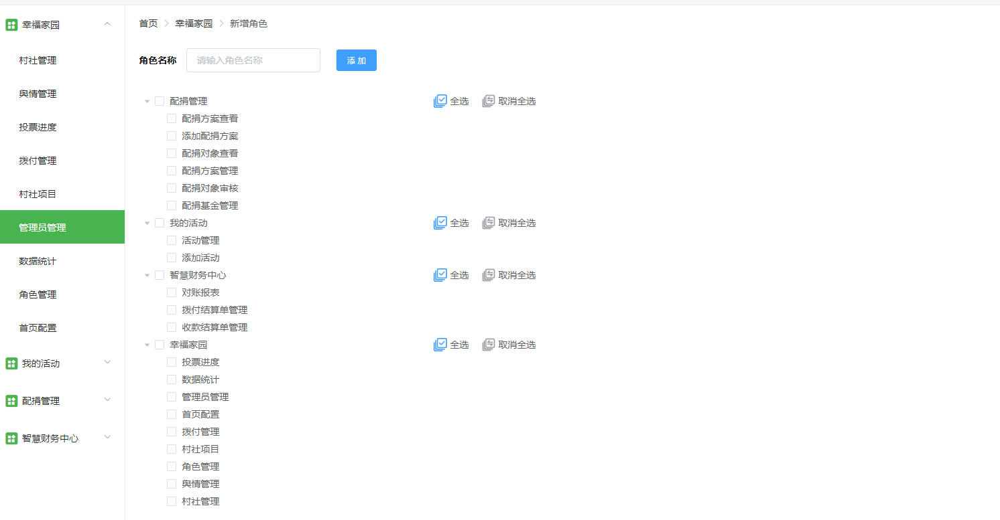 幸福家园
村社管理
舆情管理
投票进度
拨付管理
村社项目
管理员管理
数据统计
角色管理
首页配置
我的活动
配捐管理
智慧财务中心
首页 > 幸福家园 > 新增角色
角色名称 请输入角色名称 添加
配捐管理 全选 取消全选
配捐方案查看
添加配捐方案
配捐对象查看
配捐方案管理
配捐对象审核
配捐基金管理
我的活动 全选 取消全选
活动管理
添加活动
智慧财务中心 全选 取消全选
对账报表
拨付结算单管理
收款结算单管理
幸福家园 全选 取消全选
投票进度
数据统计
管理员管理
首页配置
拨付管理
村社项目
角色管理
舆情管理
村社管理